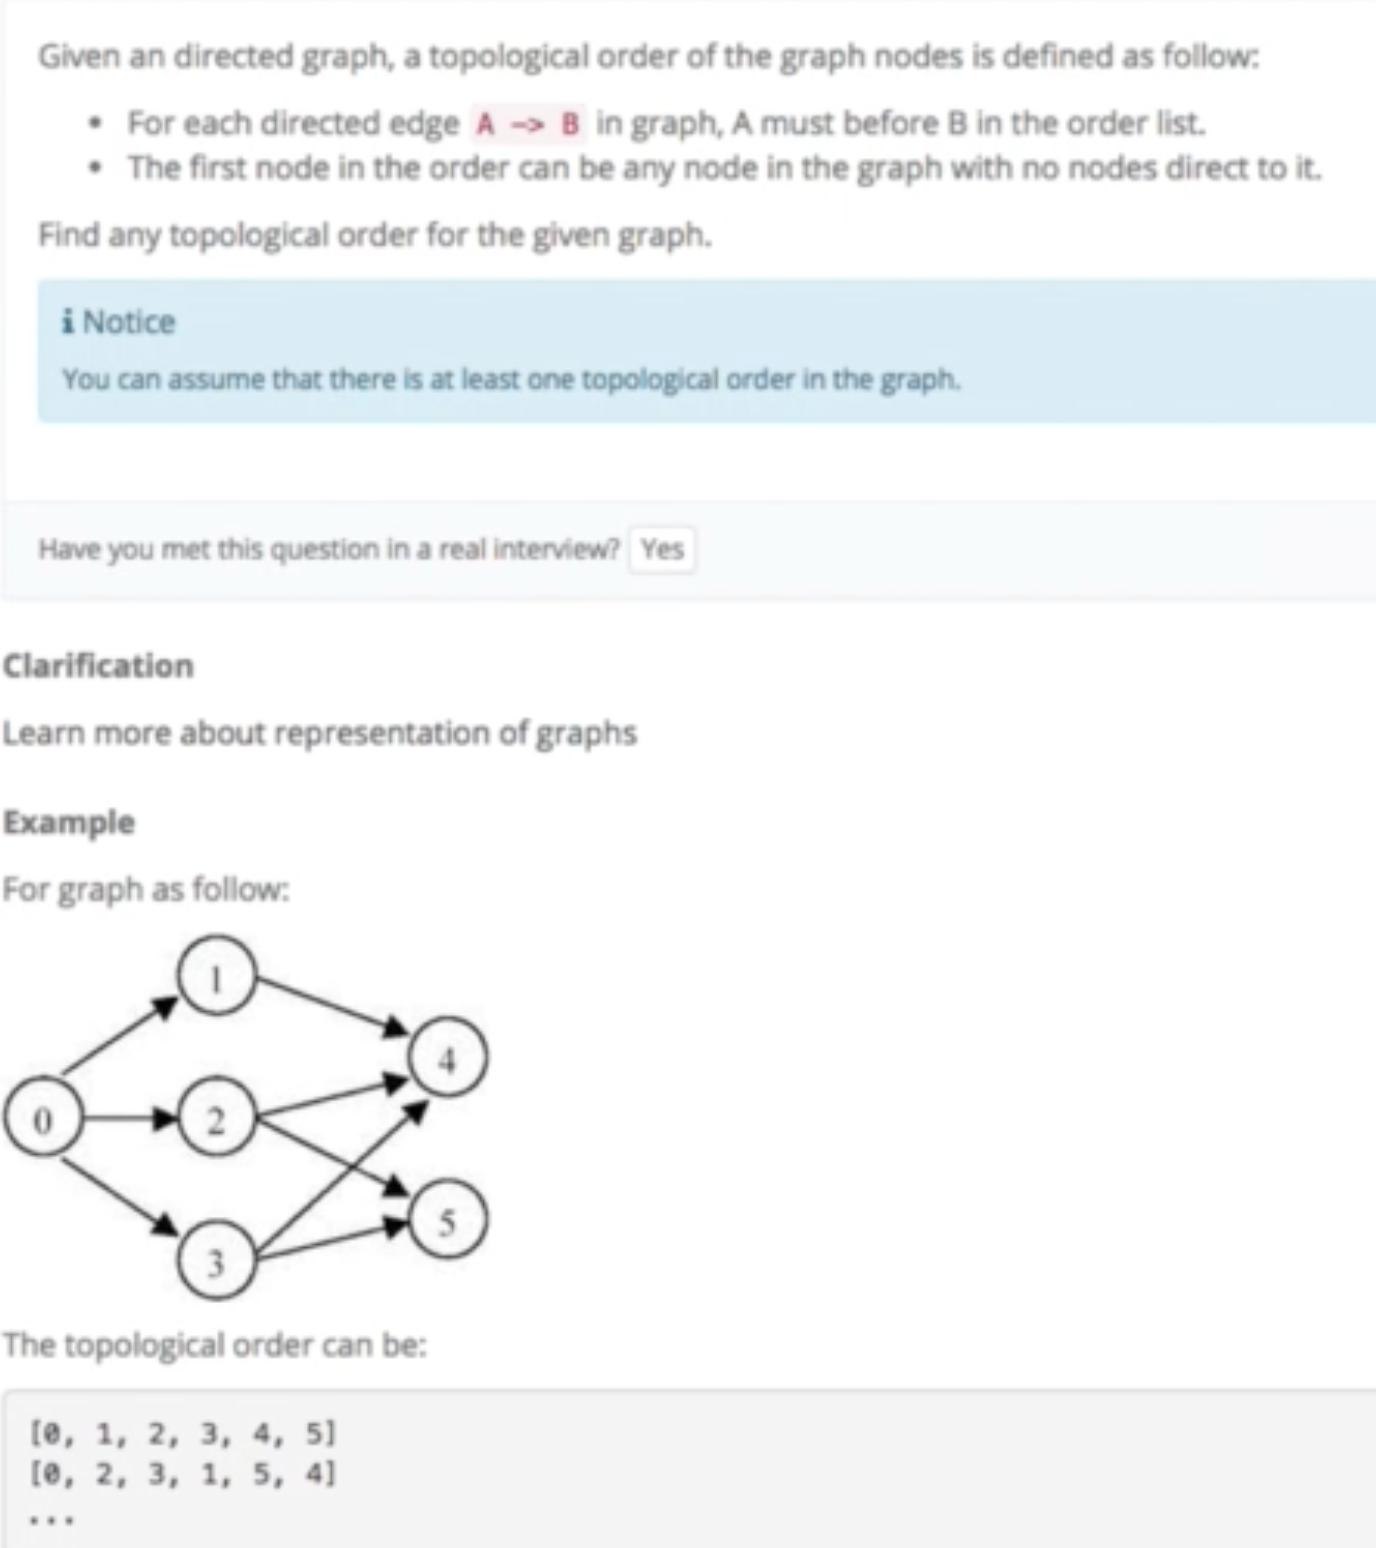 Given an directed graph, a topological order of the graph nodes is defined as follow:
• For each directed edge A -> B in graph, A must before B in the order list.
• The first node in the order can be any node in the graph with no nodes direct to it.
Find any topological order for the given graph.
i Notice
You can assume that there is at least one topological order in the graph.
Have you met this question in a real interview? Yes
Clarification
Learn more about representation of graphs
Example
For graph as follow:
1
4
0
2
5
3
The topological order can be:
[0, 1, 2, 3, 4, 5]
[0, 2, 3, 1, 5, 4]
...